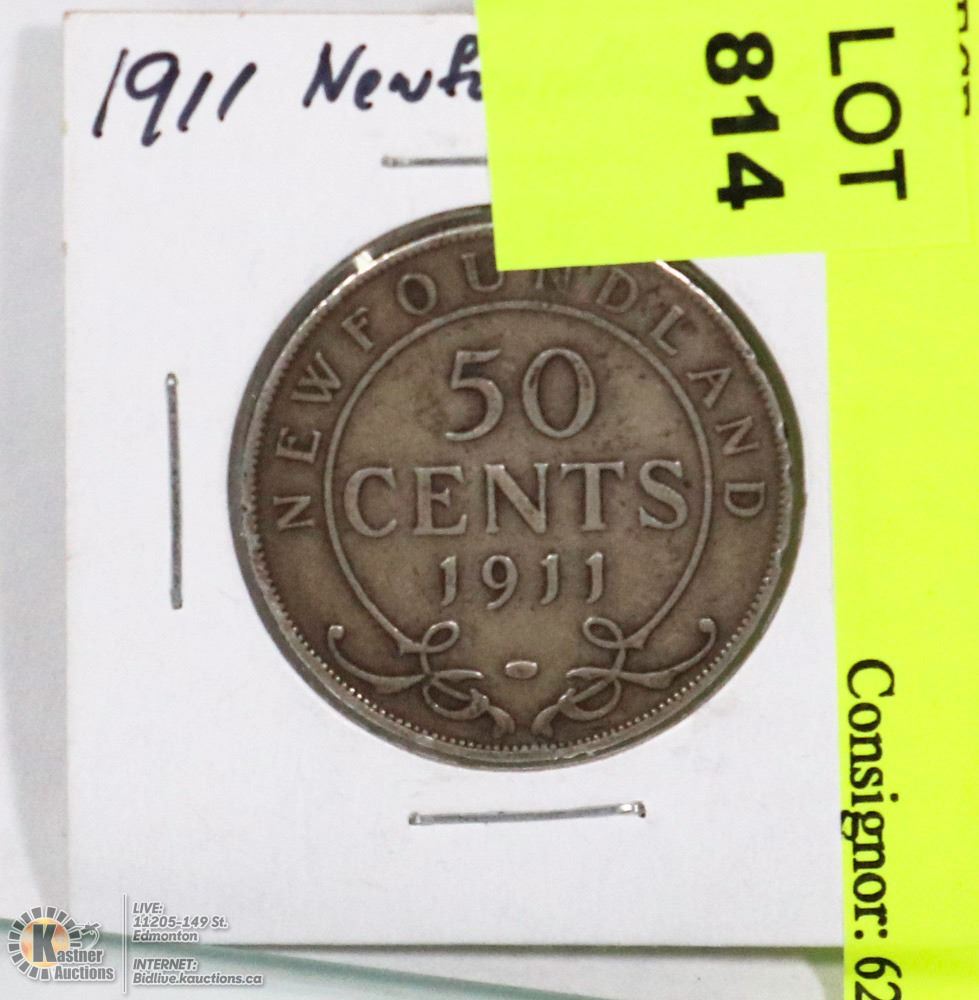 1911
LOT
814
NEWFOUNDLAND
50
CENTS
1911
Consignor: 62
Kastner
Auctions
LIVE:
11205-149 St.
Edmonton
INTERNET:
Bidlive.kauctions.ca